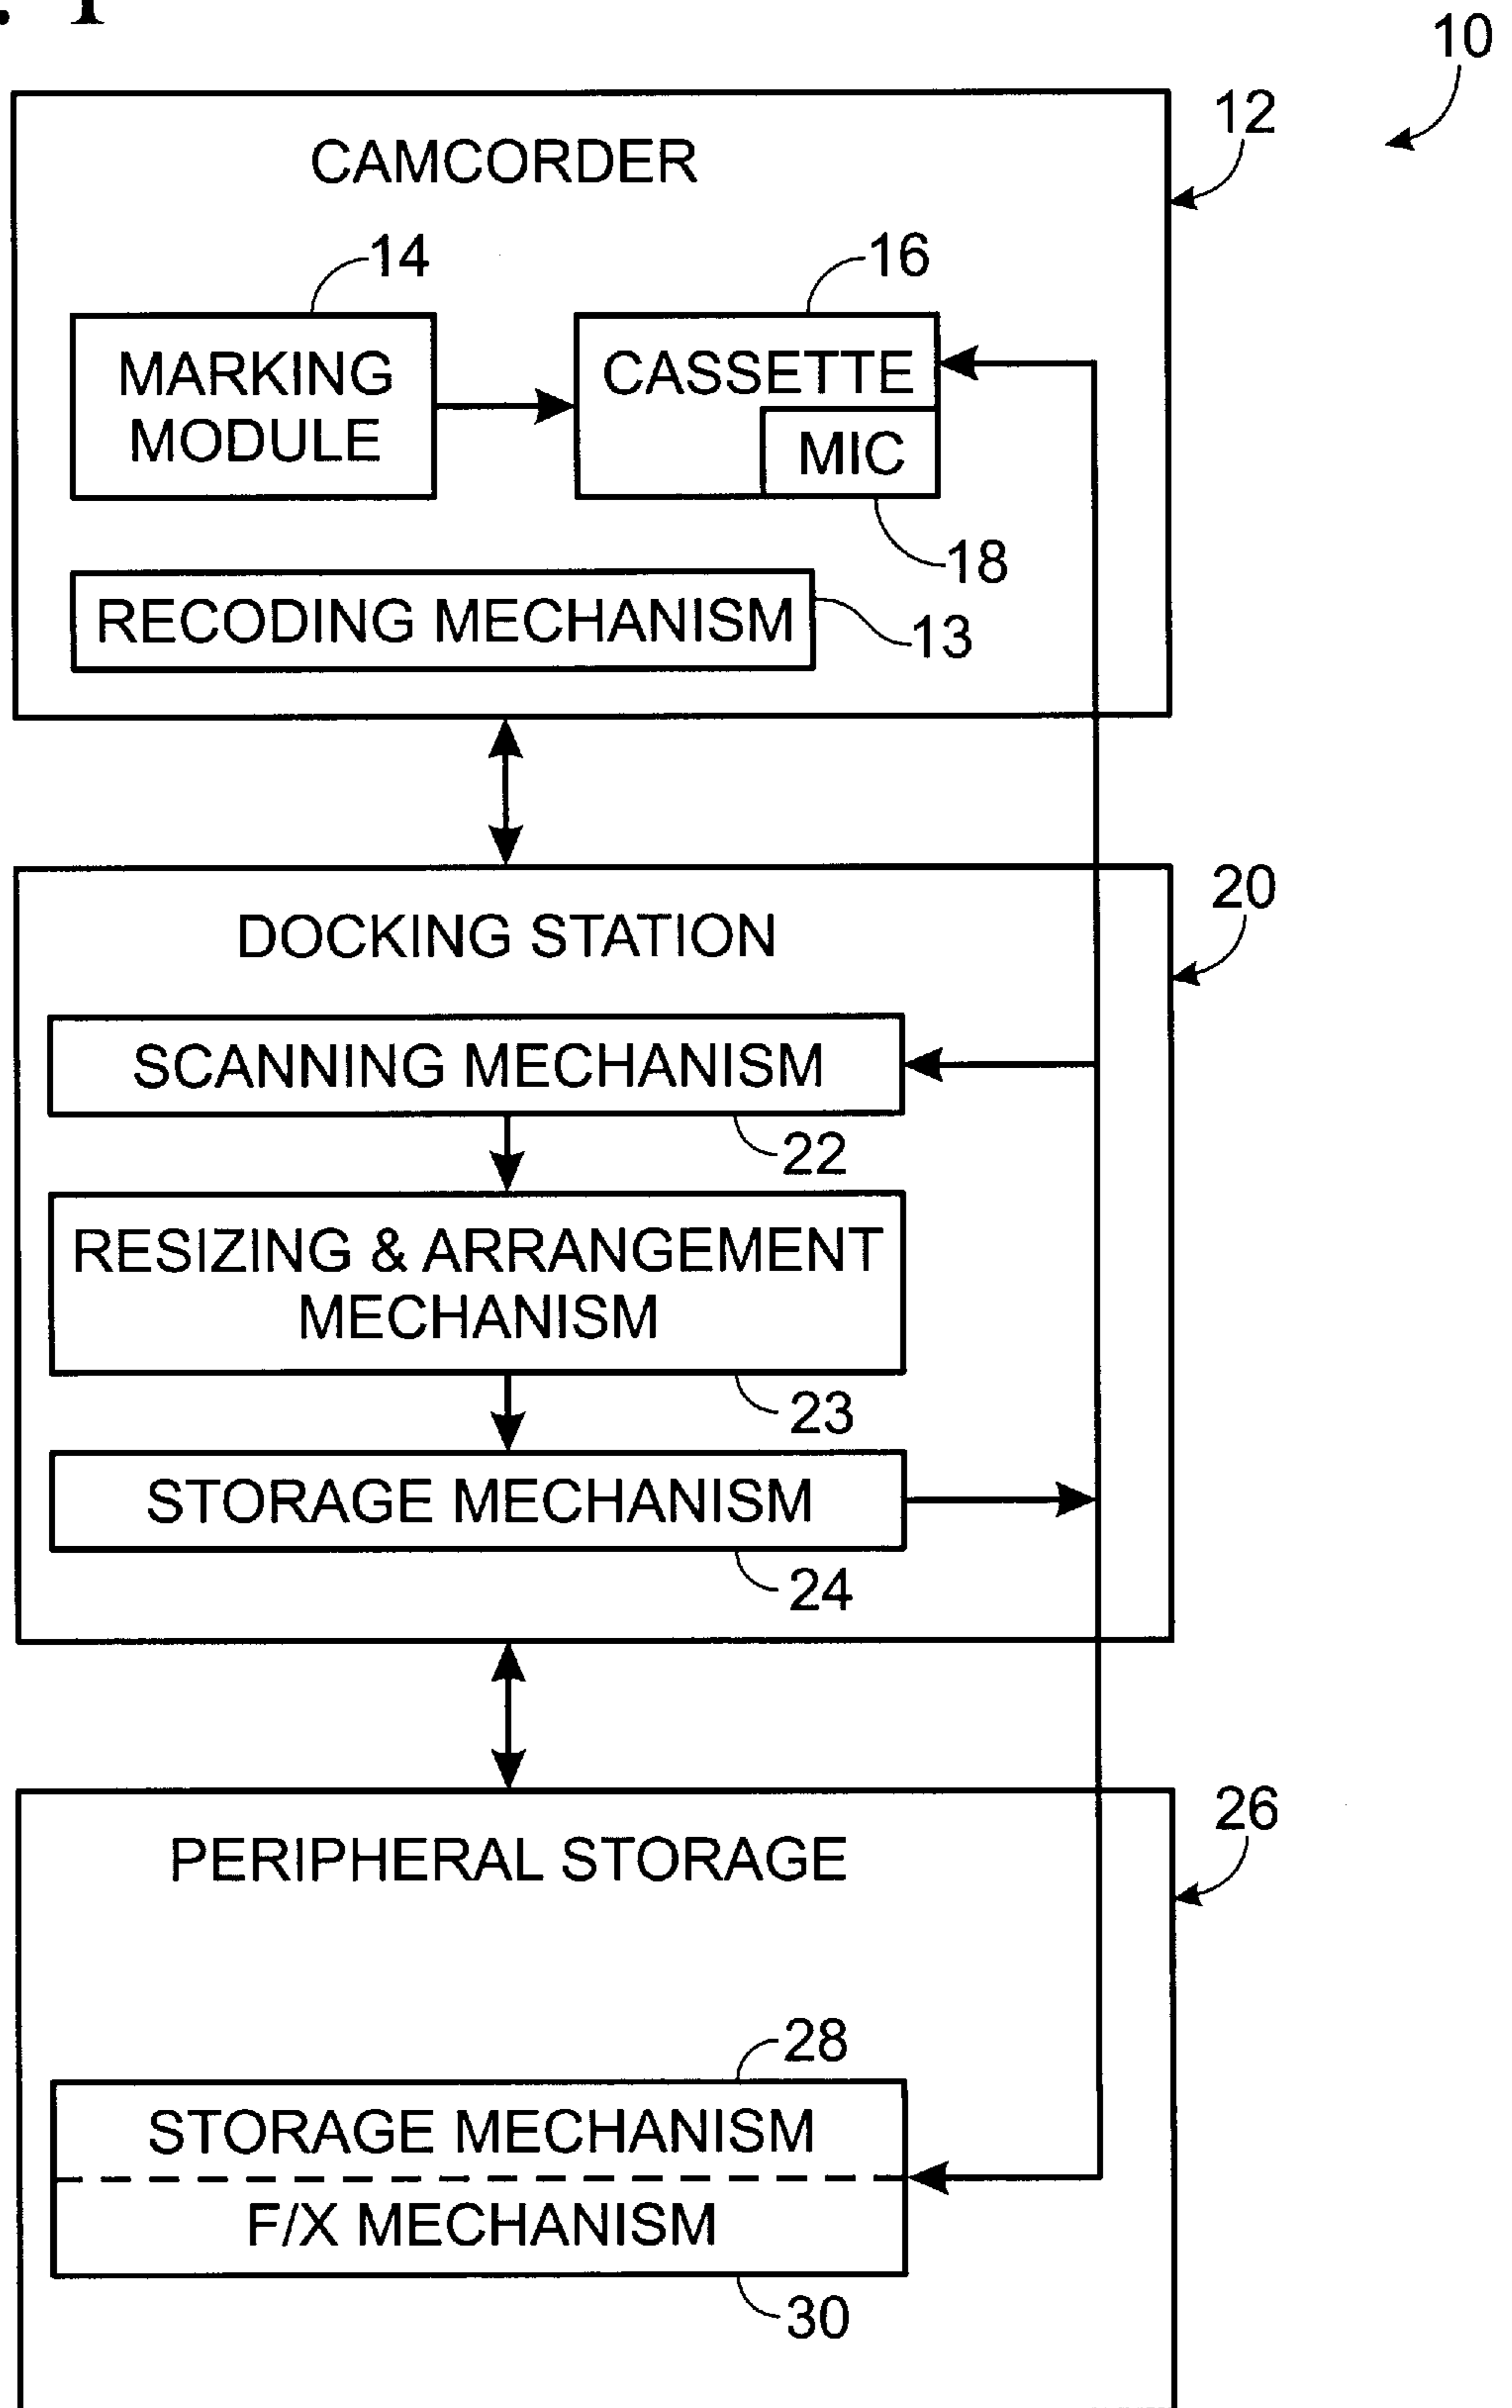 . 1
10
12
CAMCORDER
14
16
MARKING
MODULE
CASSETTE
MIC
18
RECODING MECHANISM
13
20
DOCKING STATION
SCANNING MECHANISM
22
RESIZING & ARRANGEMENT
MECHANISM
23
STORAGE MECHANISM
24
26
PERIPHERAL STORAGE
28
STORAGE MECHANISM
F/X MECHANISM
30